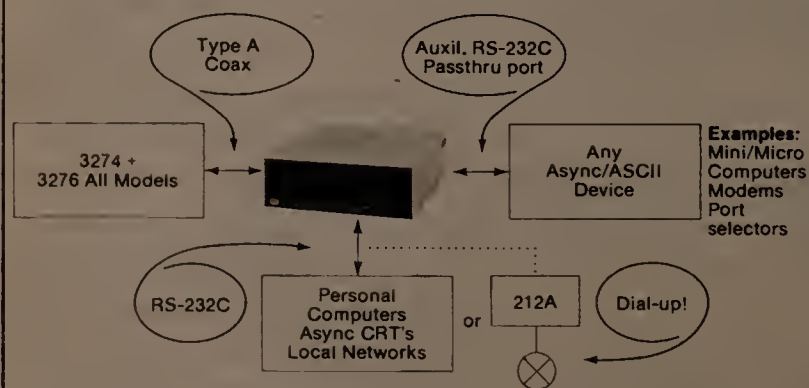 Type A
Coax
Auxil. RS-232C
Passthru port
3274 +
3276 All Models
Any
Async/ASCII
Device
Examples:
Mini/Micro
Computers
Modems
Port
selectors
RS-232C
Personal
Computers
Async CRT's
Local Networks
or
212A
Dial-up!